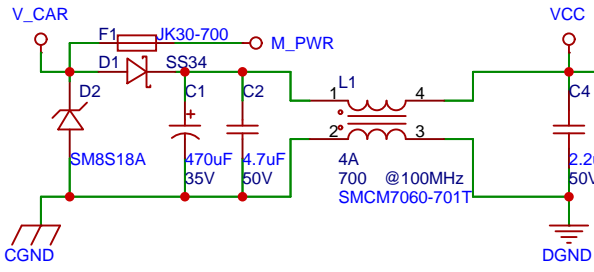 V_CAR
VCC
F1 JK30-700
M_PWR
D1 SS34
L1
D2
C1
C2
1
4
C4
+
2
3
SM8S18A
470uF
35V
4.7uF
50V
4A
700 @100MHz
SMCM7060-701T
50V
CGND
DGND